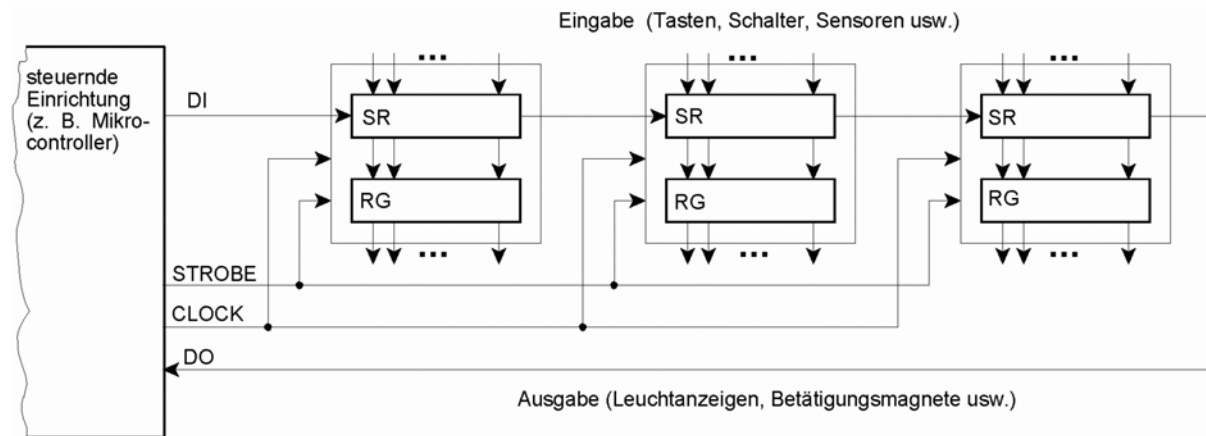 Eingabe (Tasten, Schalter, Sensoren usw.)
steuernde
Einrichtung
(z. B. Mikro-
controller)
DI
SR
SR
SR
RG
RG
RG
STROBE
CLOCK
DO
Ausgabe (Leuchtanzeigen, Betätigungsmagnete usw.)